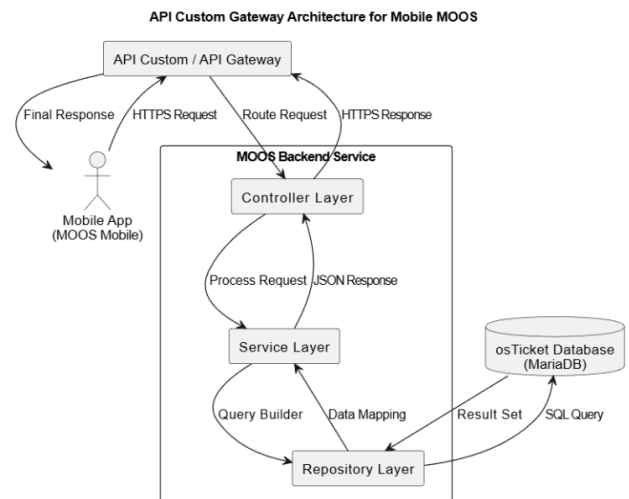 API Custom Gateway Architecture for Mobile MOOS
API Custom / API Gateway
Final Response
HTTPS Request
Route Request
HTTPS Response
MOOS Backend Service
Controller Layer
Mobile App
(MOOS Mobile)
Process Request
JSON Response
Service Layer
osTicket Database
(MariaDB)
Query Builder
Data Mapping
Result Set
SQL Query
Repository Layer